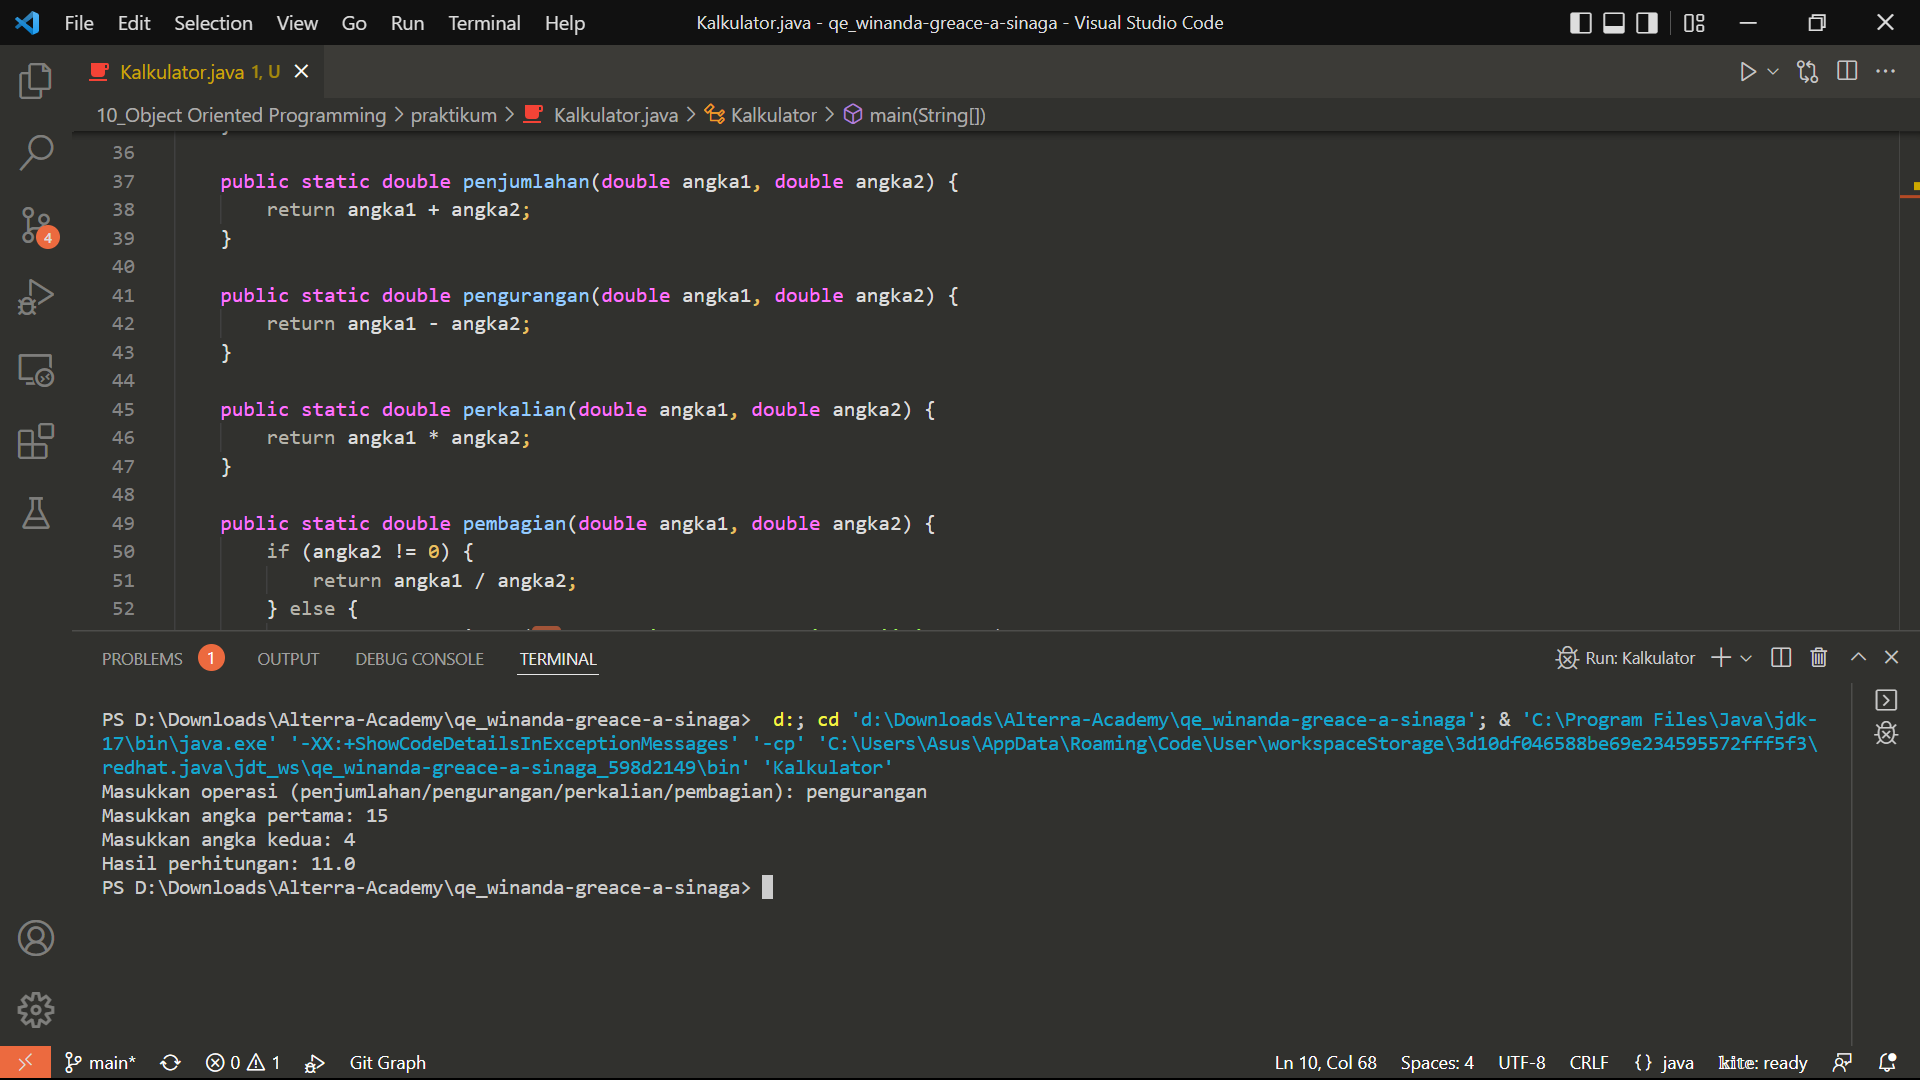 File Edit Selection View Go Run Terminal Help
Kalkulator.java - qe_winanda-greace-a-sinaga - Visual Studio Code
Kalkulator.java 1, U
10_Object Oriented Programming > praktikum > Kalkulator.java > Kalkulator > main(String[])
36
37 public static double penjumlahan(double angka1, double angka2) {
38 return angka1 + angka2;
39 }
40
41 public static double pengurangan(double angka1, double angka2) {
42 return angka1 - angka2;
43 }
44
45 public static double perkalian(double angka1, double angka2) {
46 return angka1 * angka2;
47 }
48
49 public static double pembagian(double angka1, double angka2) {
50 if (angka2 != 0) {
51 return angka1 / angka2;
52 } else {
4
PROBLEMS 1 OUTPUT DEBUG CONSOLE TERMINAL
Run: Kalkulator
PS D:\Downloads\Alterra-Academy\qe_winanda-greace-a-sinaga>  d:; cd 'd:\Downloads\Alterra-Academy\qe_winanda-greace-a-sinaga'; & 'C:\Program Files\Java\jdk-
17\bin\java.exe' '-XX:+ShowCodeDetailsInExceptionMessages' '-cp' 'C:\Users\Asus\AppData\Roaming\Code\User\workspaceStorage\3d10df046588be69e234595572fff5f3\
redhat.java\jdt_ws\qe_winanda-greace-a-sinaga_598d2149\bin' 'Kalkulator'
Masukkan operasi (penjumlahan/pengurangan/perkalian/pembagian): pengurangan
Masukkan angka pertama: 15
Masukkan angka kedua: 4
Hasil perhitungan: 11.0
PS D:\Downloads\Alterra-Academy\qe_winanda-greace-a-sinaga>
main* 0 1 Git Graph
Ln 10, Col 68 Spaces: 4 UTF-8 CRLF {} java kite: ready